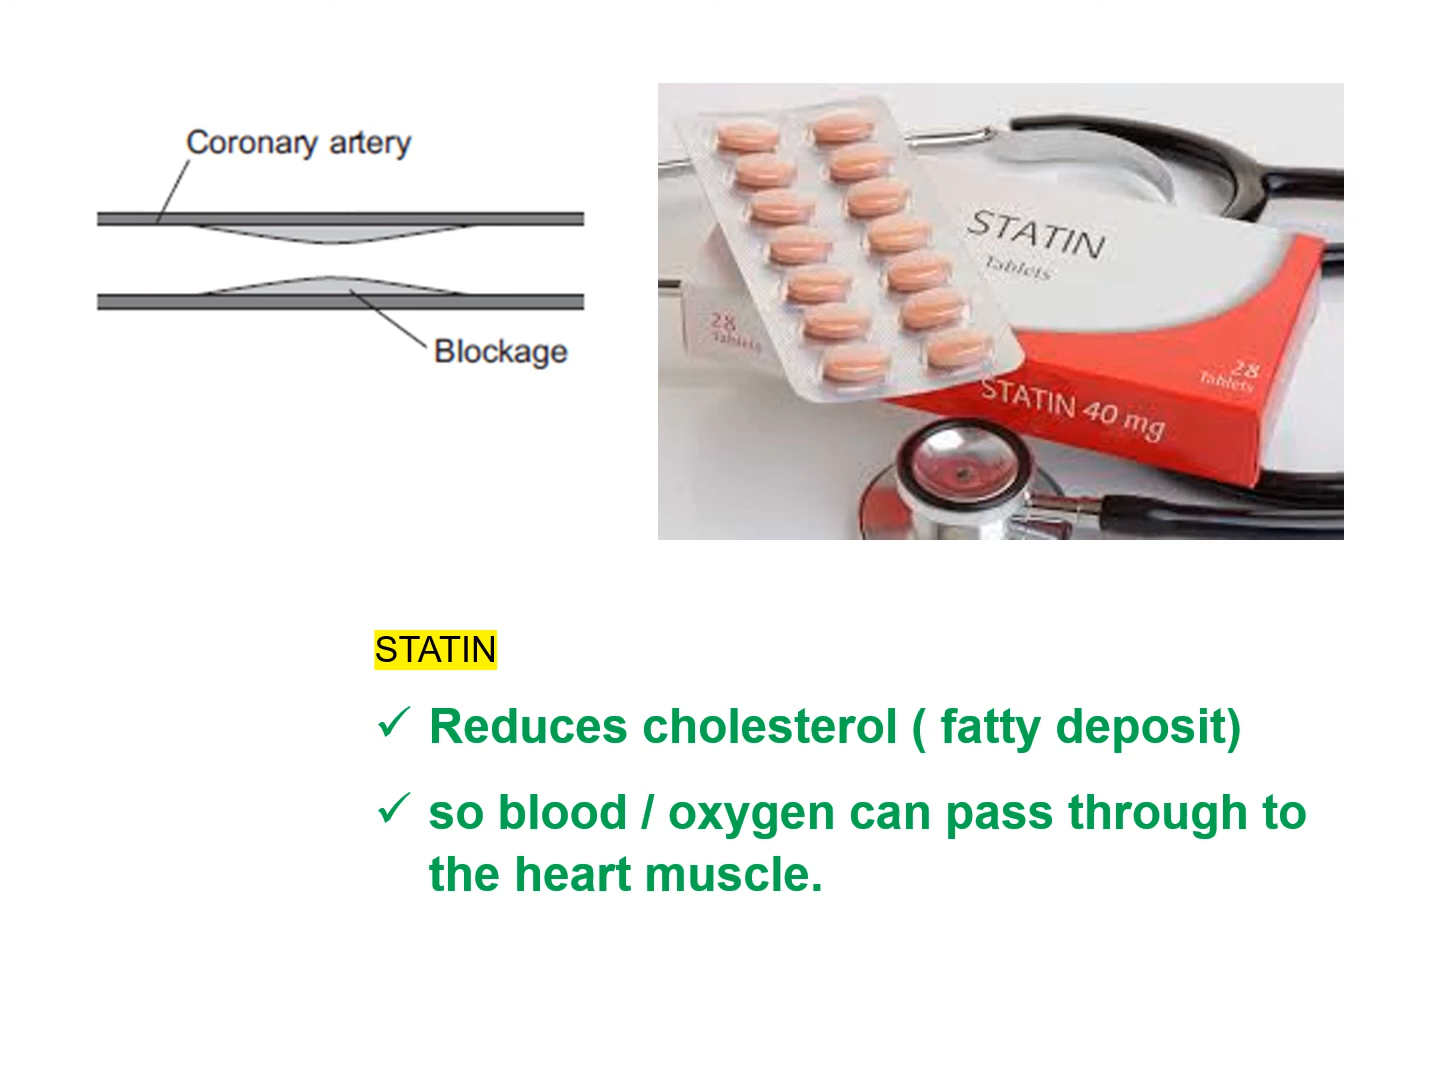 Coronary artery
Blockage
STATIN
Tablets
28
Tablets
28
Tablets
STATIN 40 mg
STATIN
✓ Reduces cholesterol ( fatty deposit)
✓ so blood / oxygen can pass through to
the heart muscle.